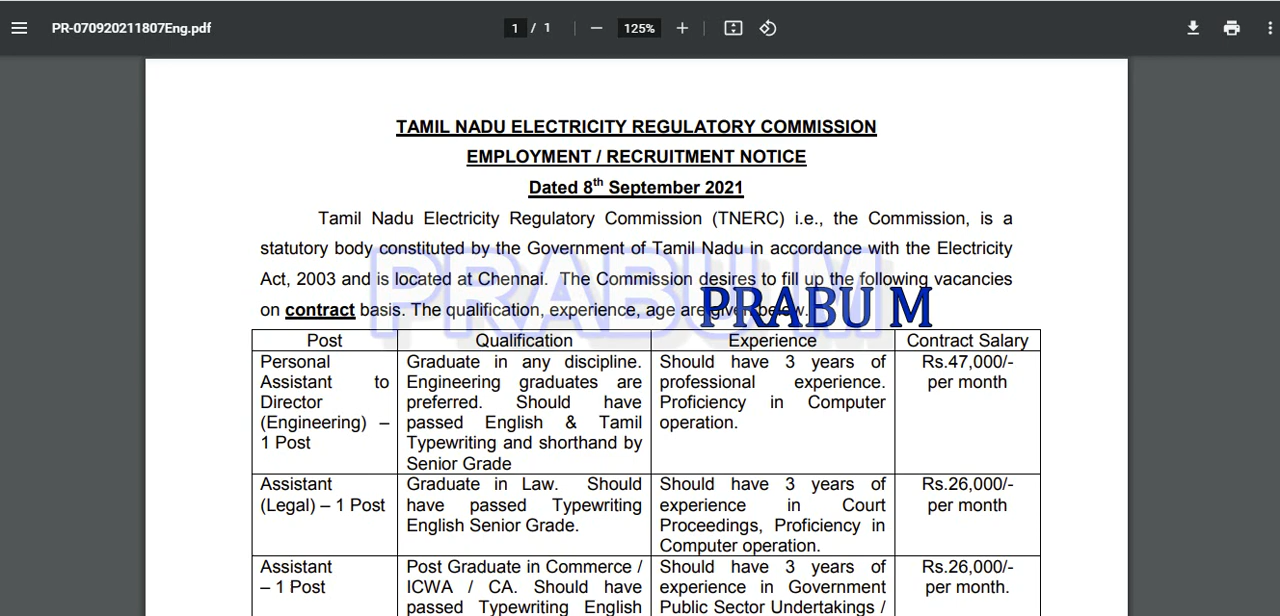 PR-070920211807Eng.pdf
1 / 1
125%
TAMIL NADU ELECTRICITY REGULATORY COMMISSION
EMPLOYMENT / RECRUITMENT NOTICE
Dated 8th September 2021
Tamil Nadu Electricity Regulatory Commission (TNERC) i.e., the Commission, is a
statutory body constituted by the Government of Tamil Nadu in accordance with the Electricity
Act, 2003 and is located at Chennai. The Commission desires to fill up the following vacancies
on contract basis. The qualification, experience, age are given below.
PRABU M
PRABU M
Post
Qualification
Experience
Contract Salary
Personal
Assistant to
Director
(Engineering) –
1 Post
Graduate in any discipline.
Engineering graduates are
preferred. Should have
passed English & Tamil
Typewriting and shorthand by
Senior Grade
Should have 3 years of
professional experience.
Proficiency in Computer
operation.
Rs.47,000/-
per month
Assistant
(Legal) – 1 Post
Graduate in Law. Should
have passed Typewriting
English Senior Grade.
Should have 3 years of
experience in Court
Proceedings, Proficiency in
Computer operation.
Rs.26,000/-
per month
Assistant
– 1 Post
Post Graduate in Commerce /
ICWA / CA. Should have
passed Typewriting English
Should have 3 years of
experience in Government
Public Sector Undertakings /
Rs.26,000/-
per month.